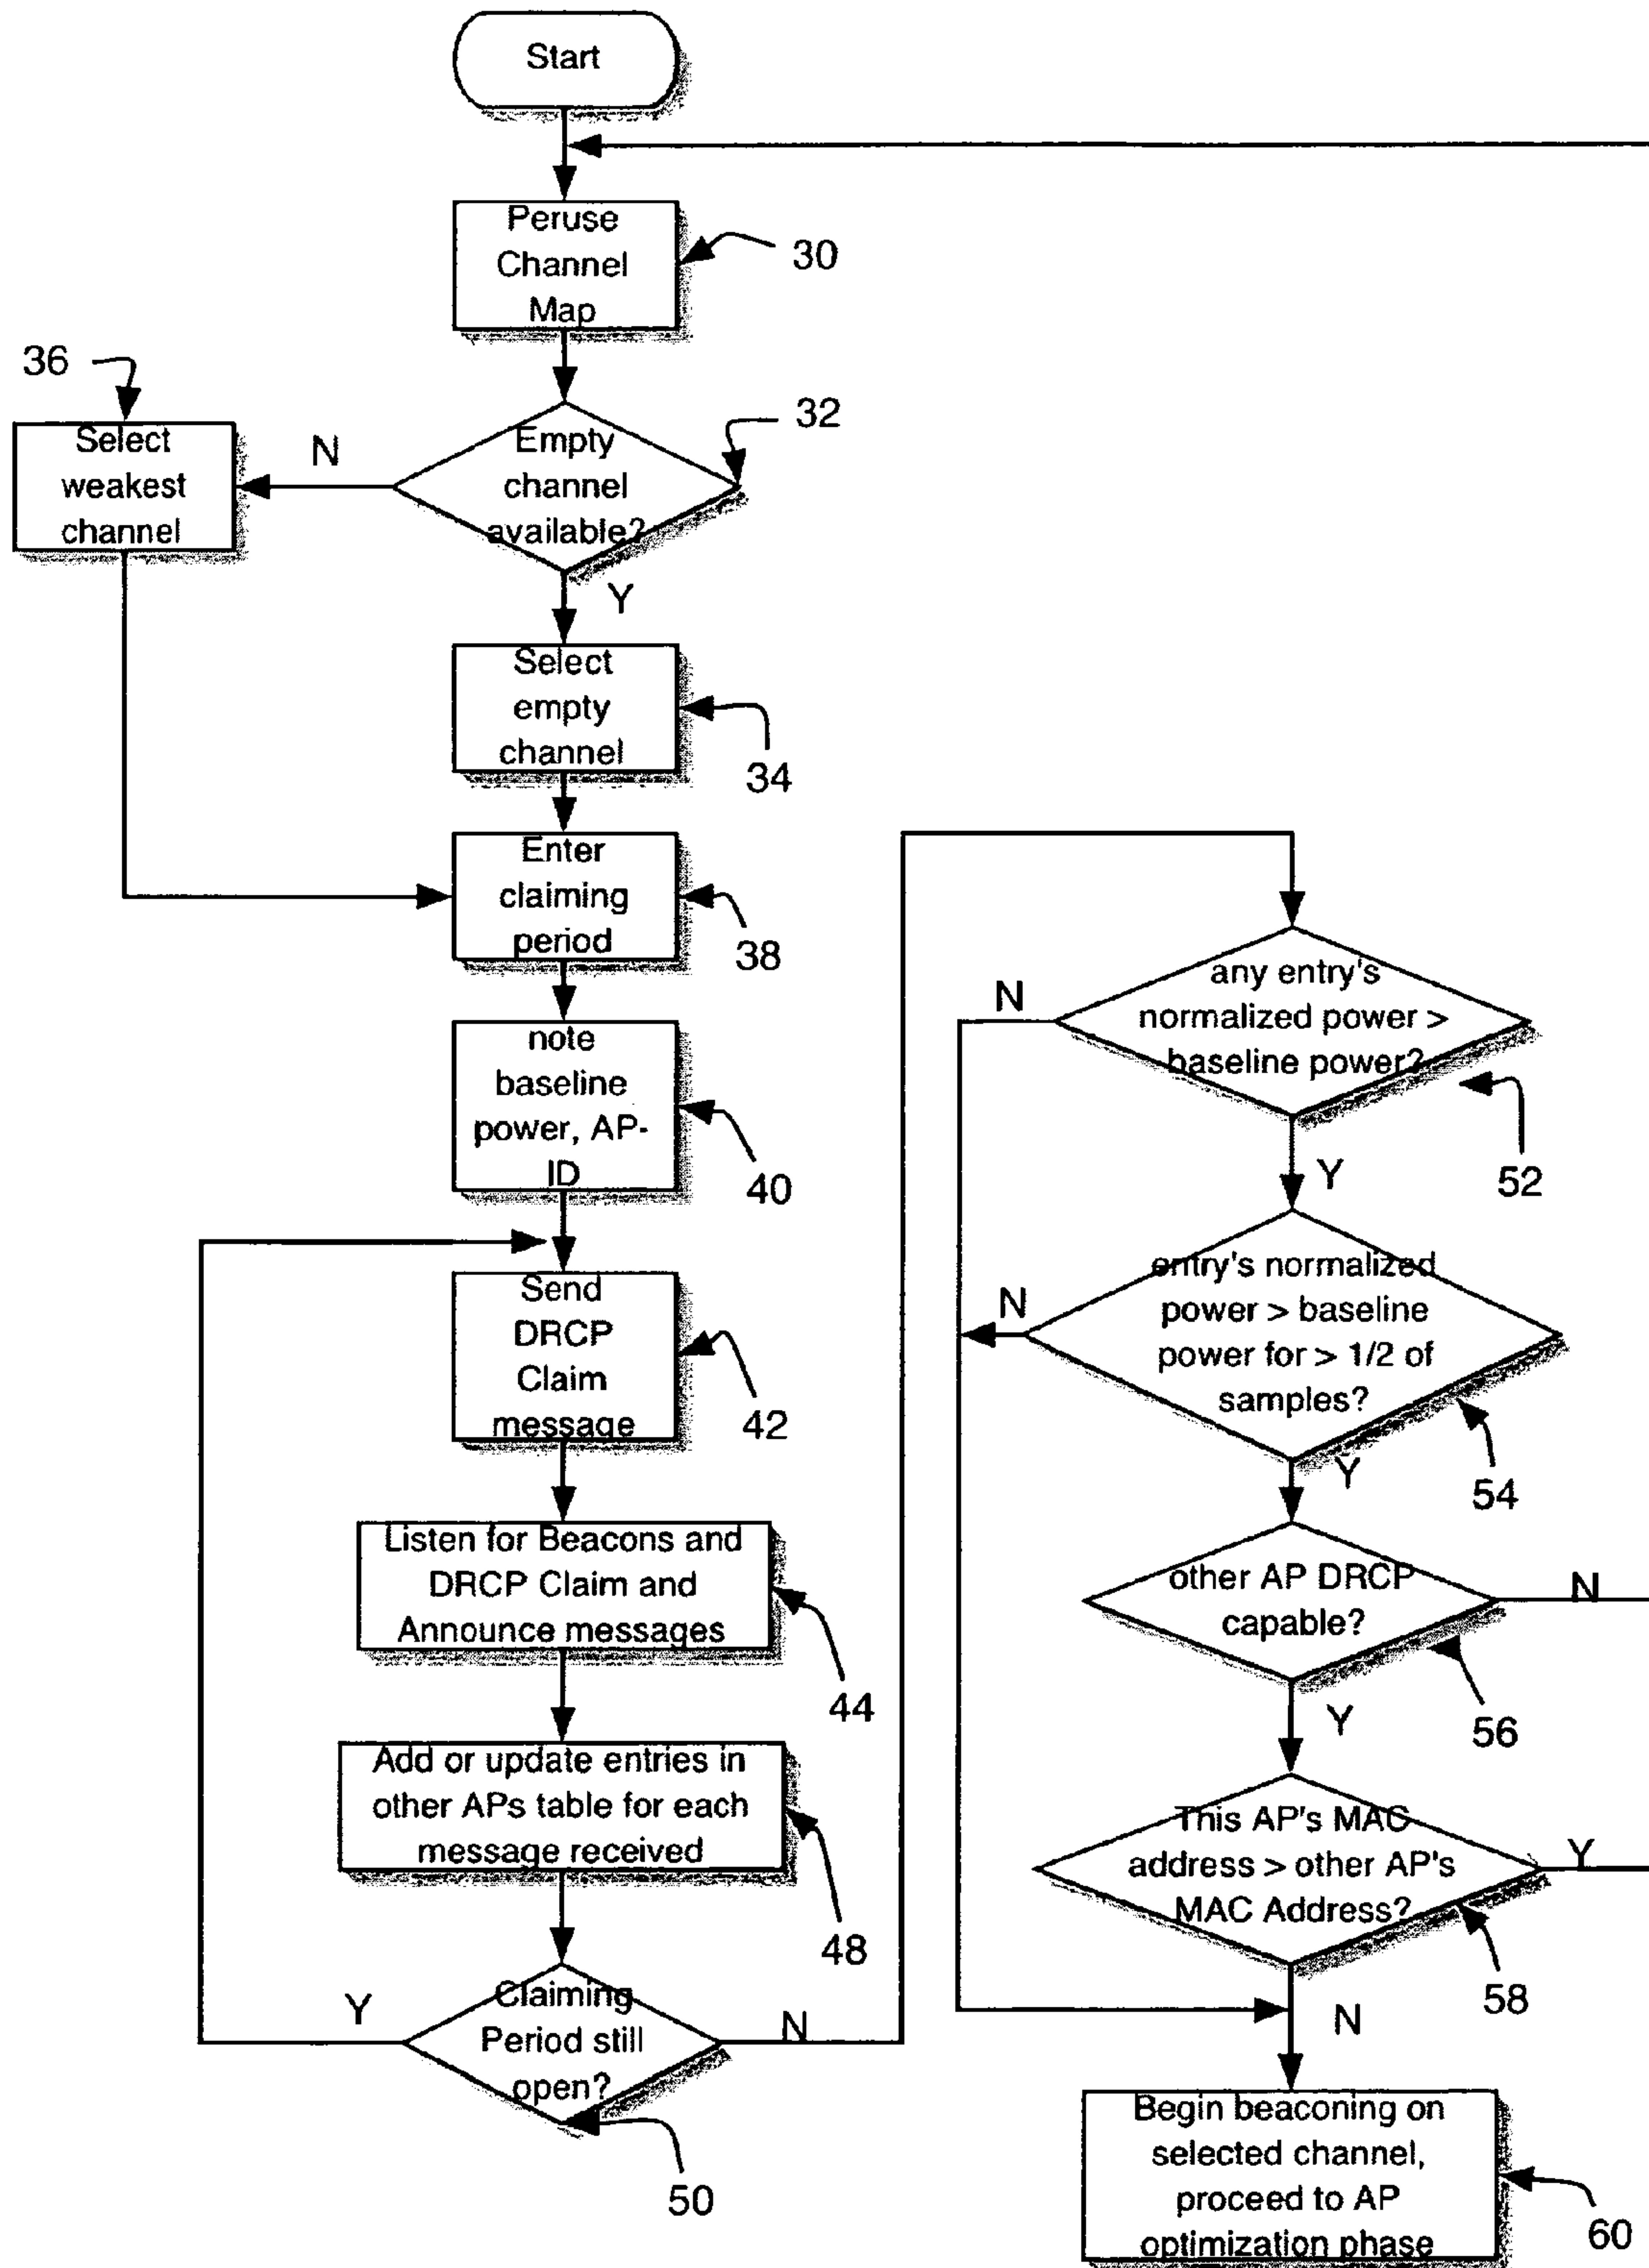 Start
Peruse
Channel
Map
30
36
Select
weakest
channel
N
Empty
channel
available?
32
Y
Select
empty
channel
34
Enter
claiming
period
38
note
baseline
power, AP-
ID
40
Send
DRCP
Claim
message
42
Listen for Beacons and
DRCP Claim and
Announce messages
44
Add or update entries in
other APs table for each
message received
48
Y
Claiming
Period still
open?
N
50
any entry's
normalized power >
baseline power?
N
52
Y
entry's normalized
power > baseline
power for > 1/2 of
samples?
N
54
Y
other AP DRCP
capable?
N
56
Y
This AP's MAC
address > other AP's
MAC Address?
Y
58
N
Begin beaconing on
selected channel,
proceed to AP
optimization phase
60